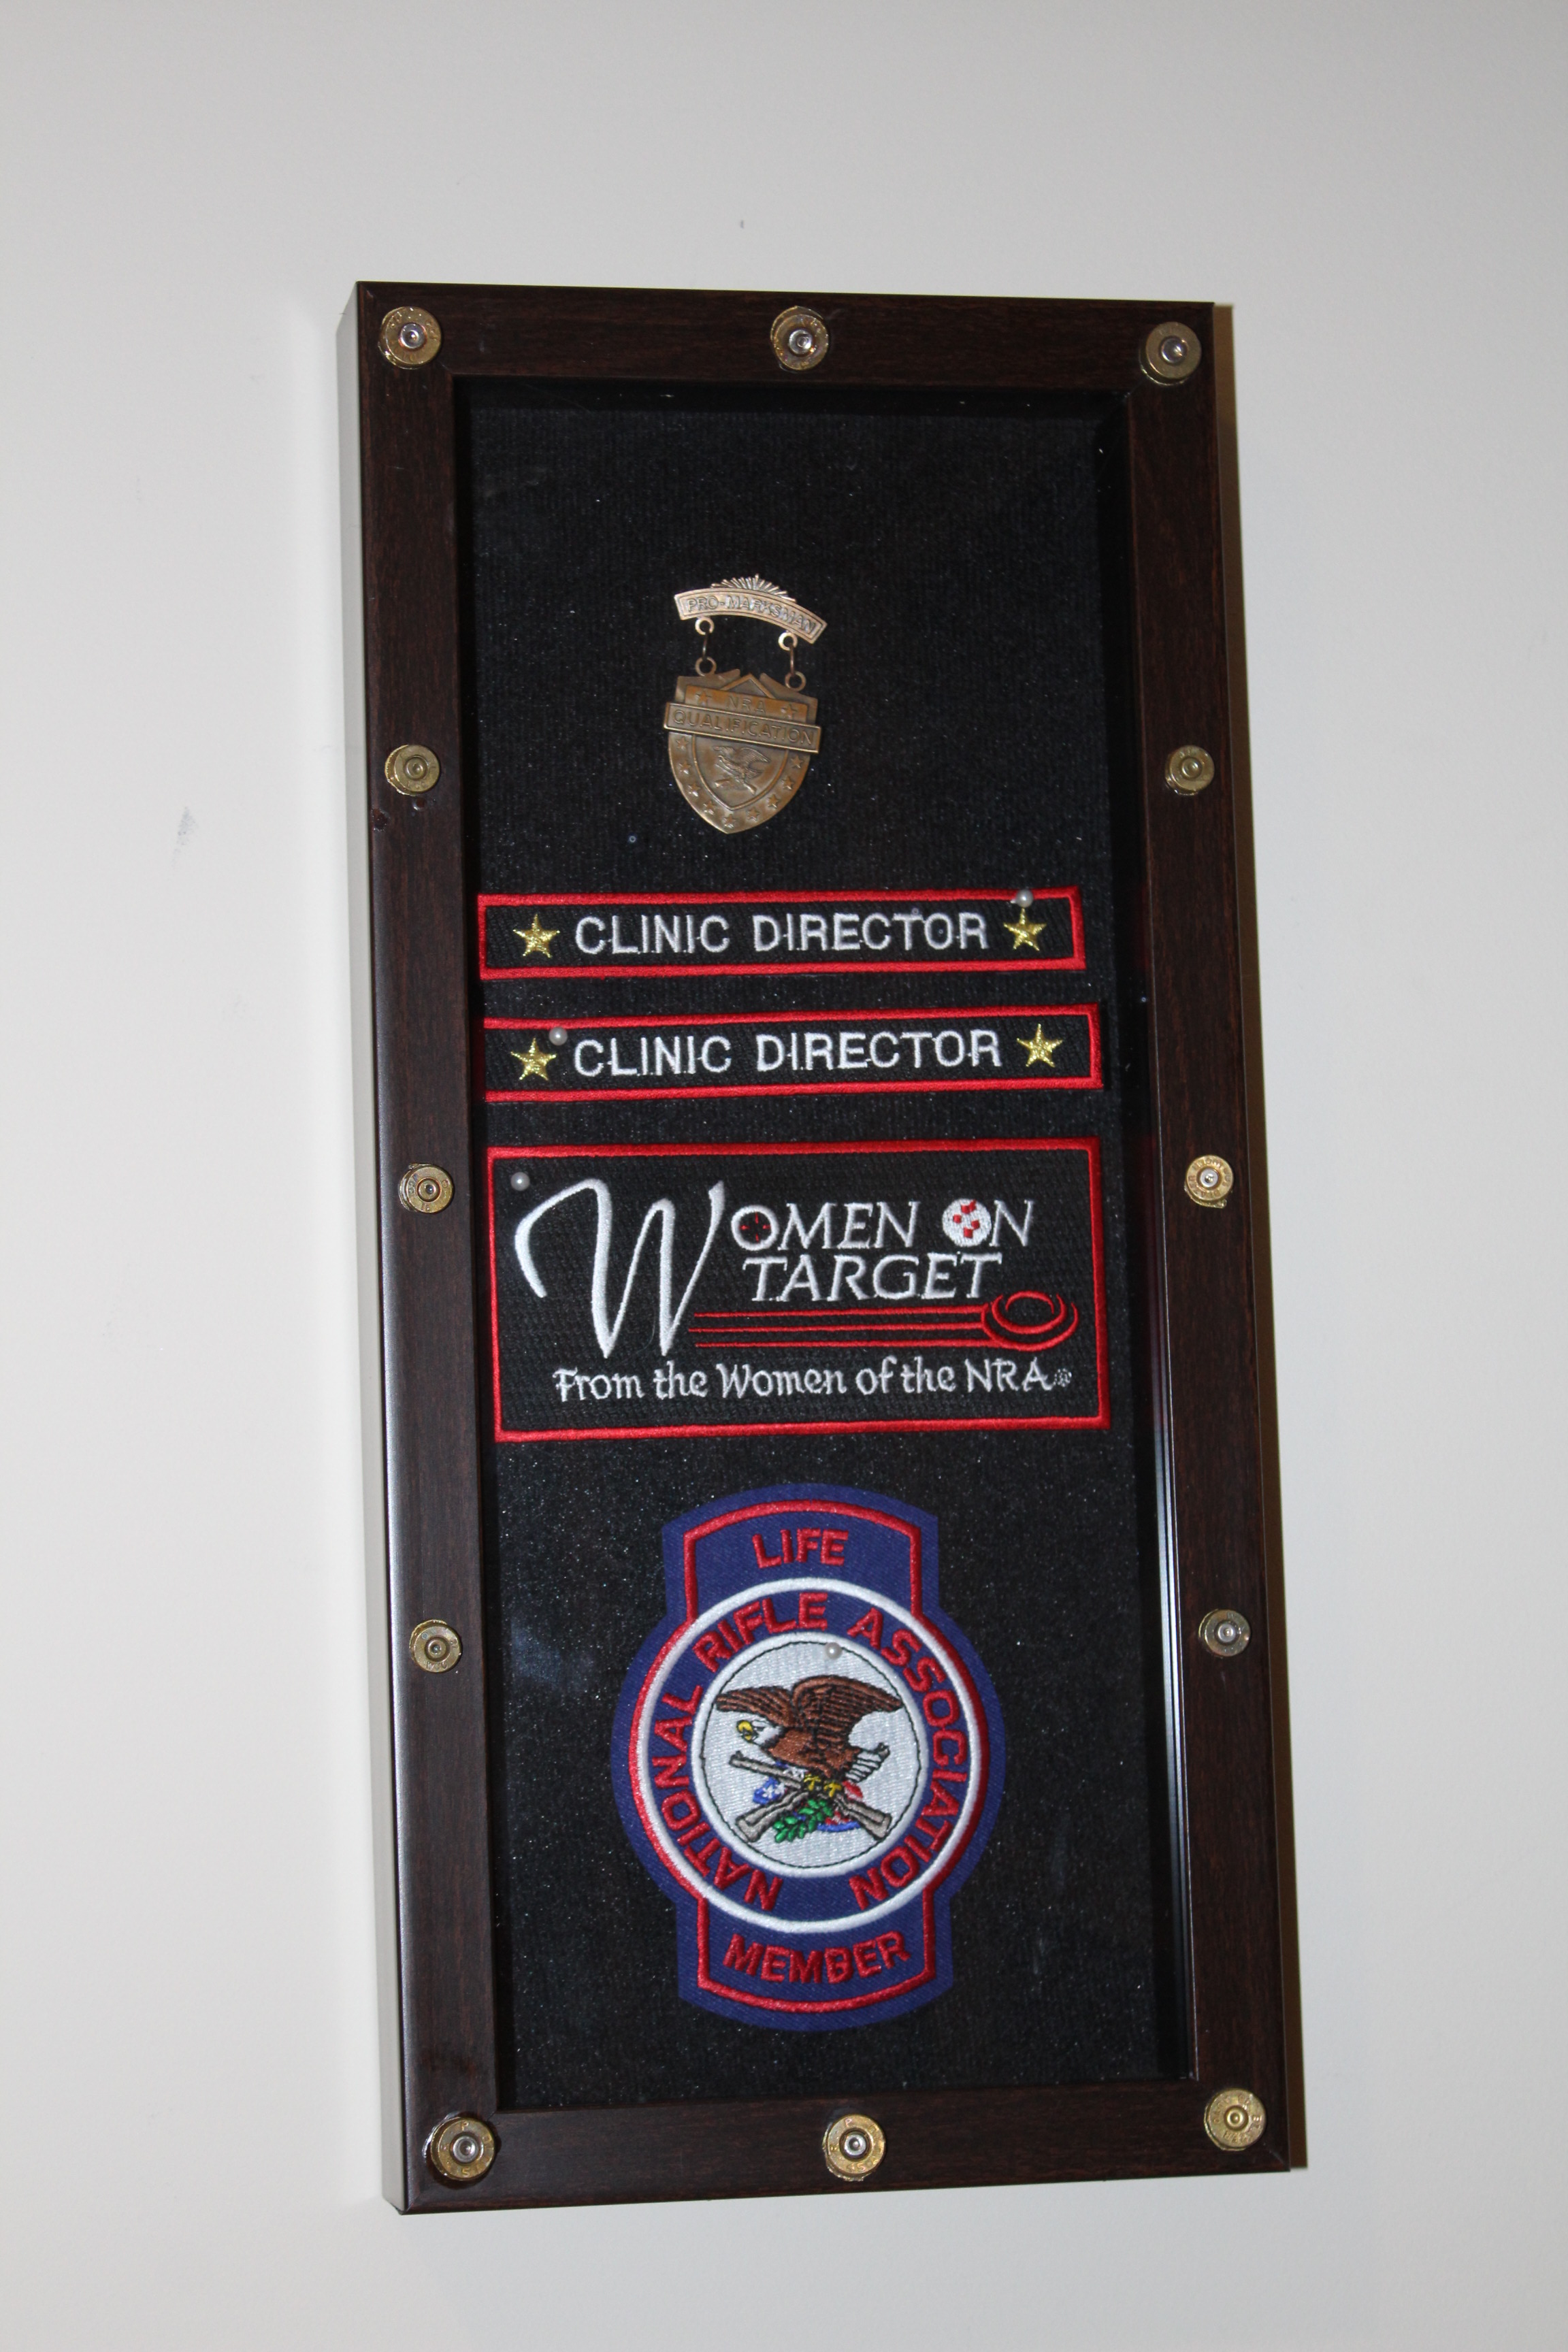 PRO-MARKSMAN
NRA
QUALIFICATION
CLINIC DIRECTOR
CLINIC DIRECTOR
WOMEN ON
TARGET
From the Women of the NRA®
LIFE
NATIONAL RIFLE ASSOCIATION
MEMBER